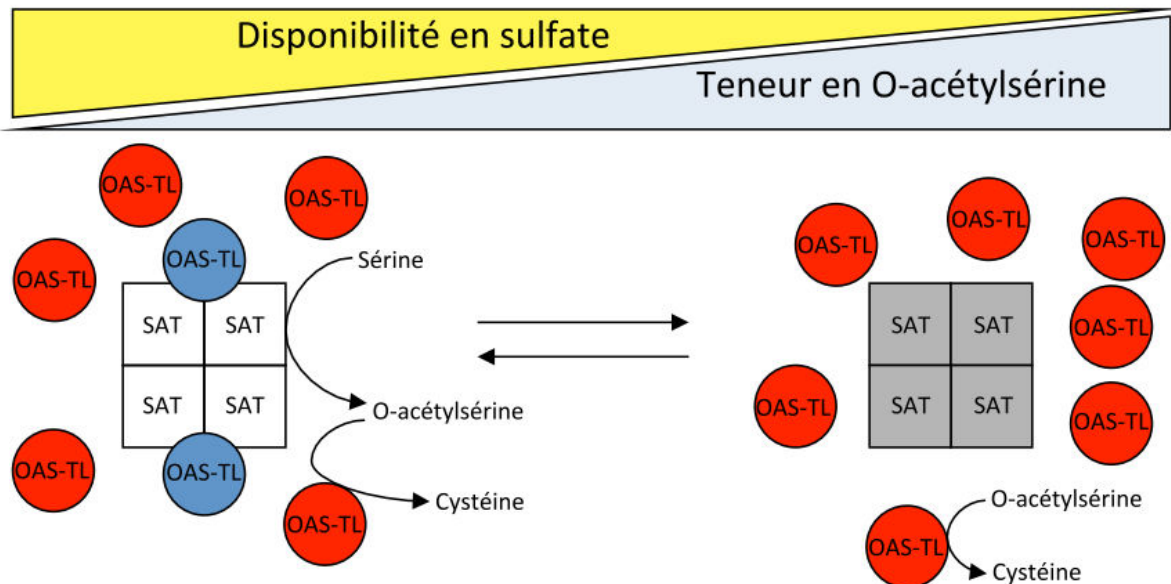 Disponibilité en sulfate
Teneur en O-acétylsérine
OAS-TL
OAS-TL
OAS-TL
OAS-TL
SAT
SAT
SAT
SAT
OAS-TL
OAS-TL
OAS-TL
Sérine
O-acétylsérine
Cystéine
OAS-TL
OAS-TL
OAS-TL
OAS-TL
OAS-TL
SAT
SAT
SAT
SAT
OAS-TL
OAS-TL
OAS-TL
O-acétylsérine
Cystéine